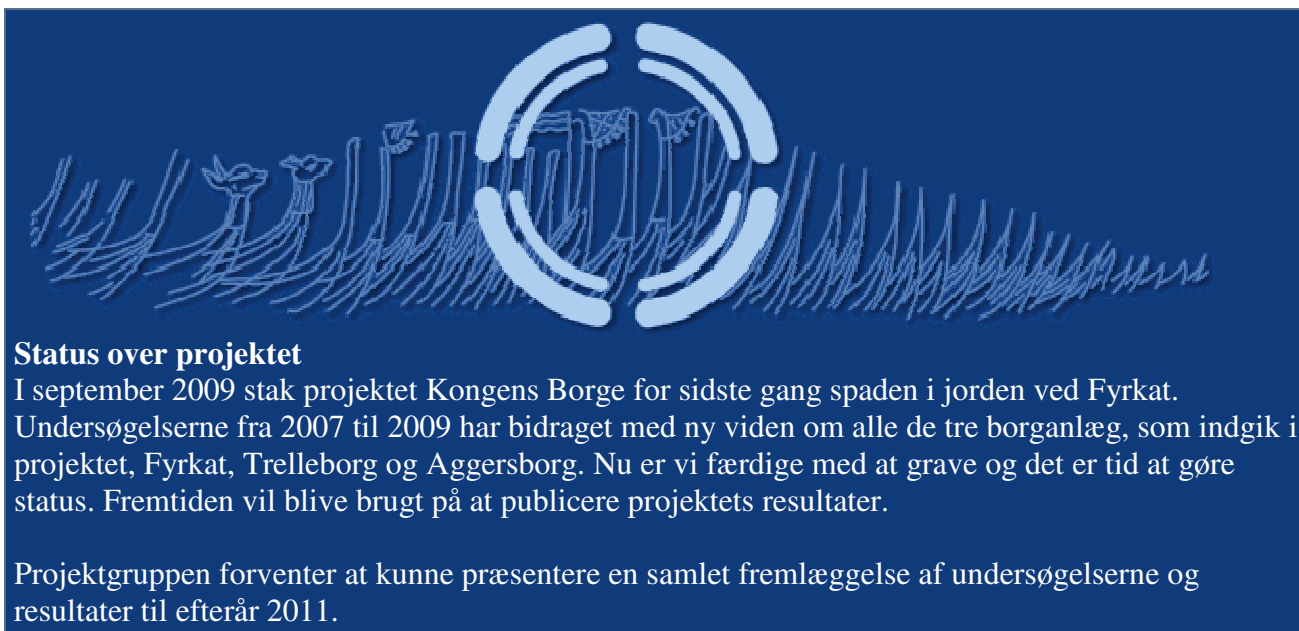 Status over projektet
I september 2009 stak projektet Kongens Borge for sidste gang spaden i jorden ved Fyrkat.
Undersøgelserne fra 2007 til 2009 har bidraget med ny viden om alle de tre borganlæg, som indgik i
projektet, Fyrkat, Trelleborg og Aggersborg. Nu er vi færdige med at grave og det er tid at gøre
status. Fremtiden vil blive brugt på at publicere projektets resultater.
Projektgruppen forventer at kunne præsentere en samlet fremlæggelse af undersøgelserne og
resultater til efterår 2011.